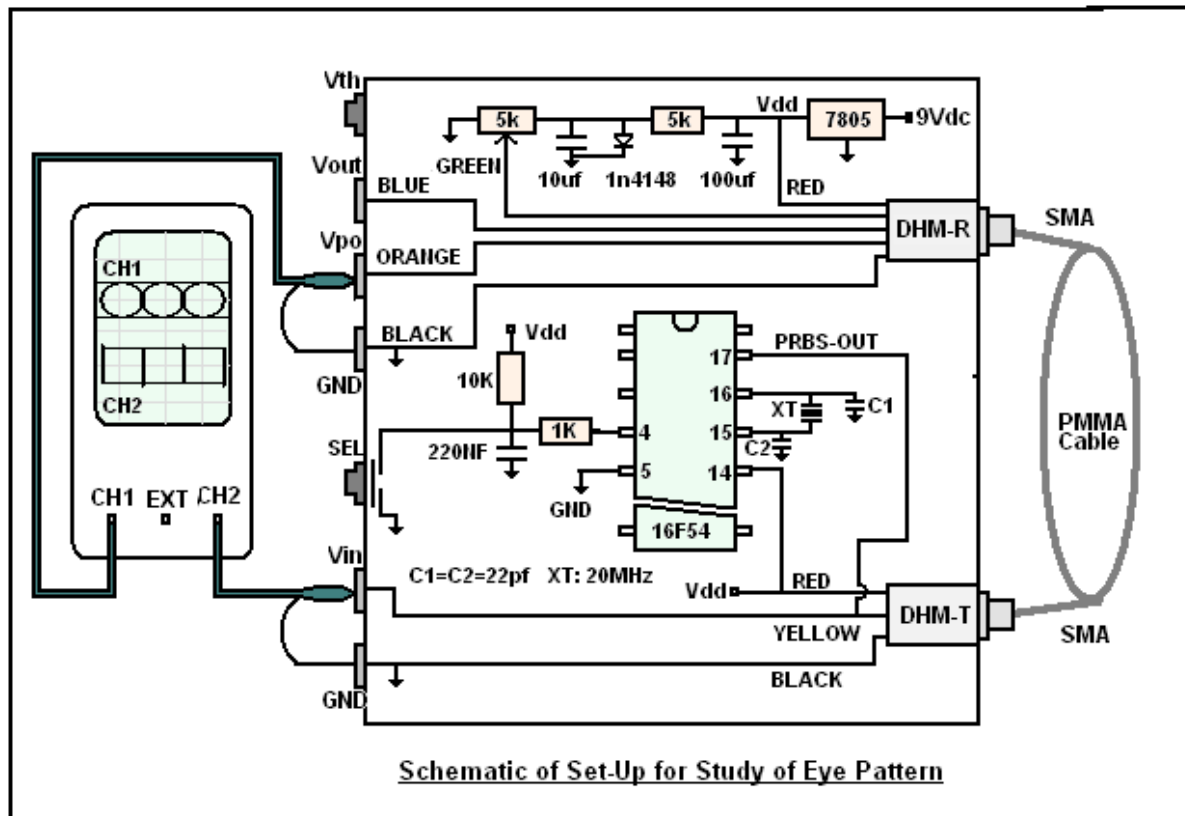 Vth
Vdd
5k
5k
7805
9Vdc
GREEN
10uf
1n4148
100uf
RED
Vout
BLUE
DHM-R
SMA
Vpo
ORANGE
CH1
BLACK
Vdd
PRBS-OUT
17
GND
10K
16
XT
C1
CH2
SEL
220NF
1K
4
15
C2
PMMA
Cable
5
14
GND
CH1 EXT CH2
16F54
Vin
C1=C2=22pf XT: 20MHz
Vdd
RED
DHM-T
YELLOW
SMA
BLACK
GND
Schematic of Set-Up for Study of Eye Pattern